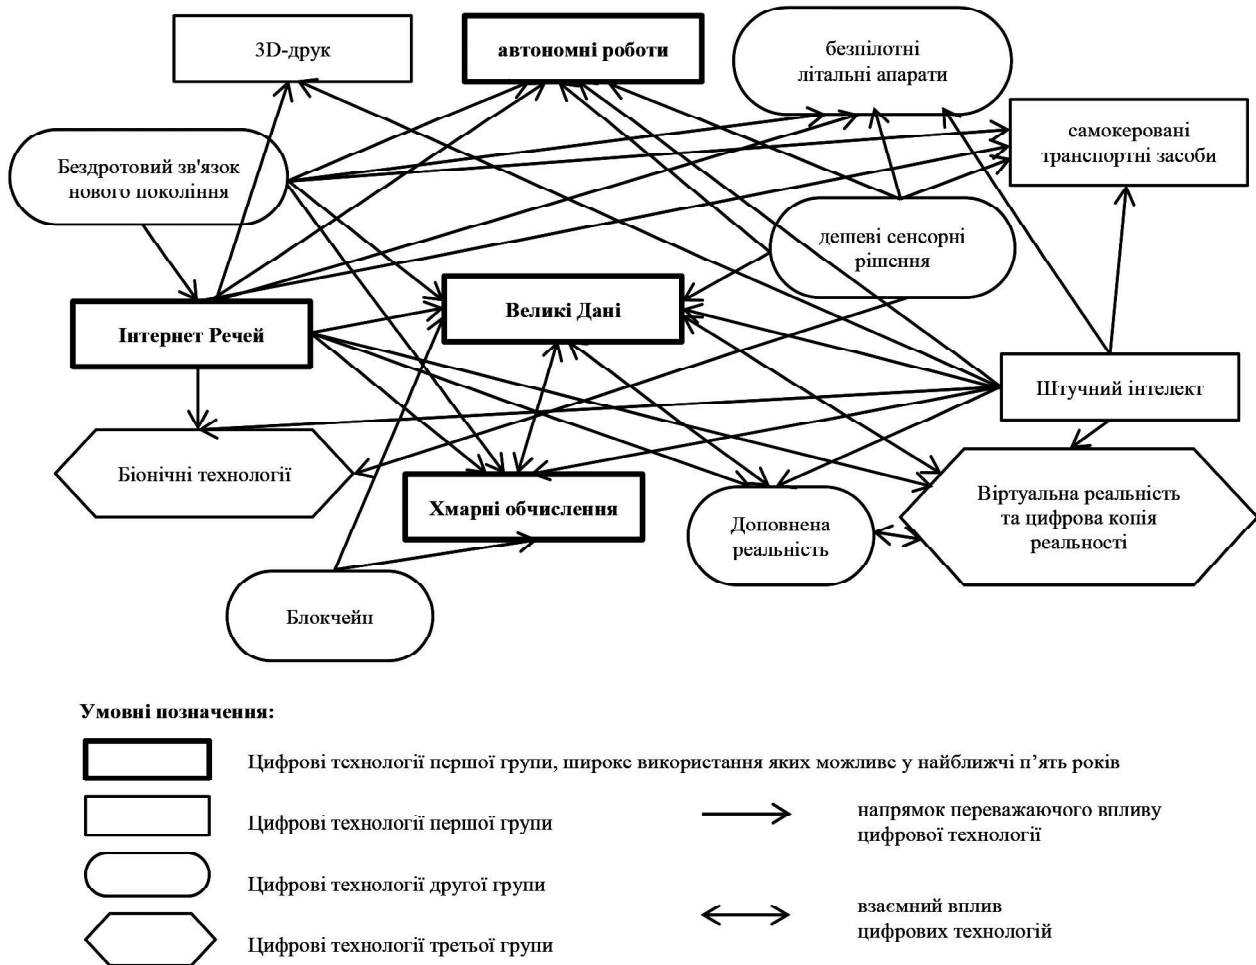 3D-друк
автономні роботи
безпілотні
літальні апарати
самокеровані
транспортні засоби
Бездротовий зв'язок
нового покоління
дешеві сенсорні
рішення
Великі Дані
Інтернет Речей
Штучний інтелект
Біонічні технології
Хмарні обчислення
Віртуальна реальність
та цифрова копія
реальності
Доповнена
реальність
Блокчейн
Умовні позначення:
Цифрові технології першої групи, широке використання яких можливе у найближчі п’ять років
Цифрові технології першої групи
напрямок переважаючого впливу
цифрової технології
Цифрові технології другої групи
взаємний вплив
цифрових технологій
Цифрові технології третьої групи